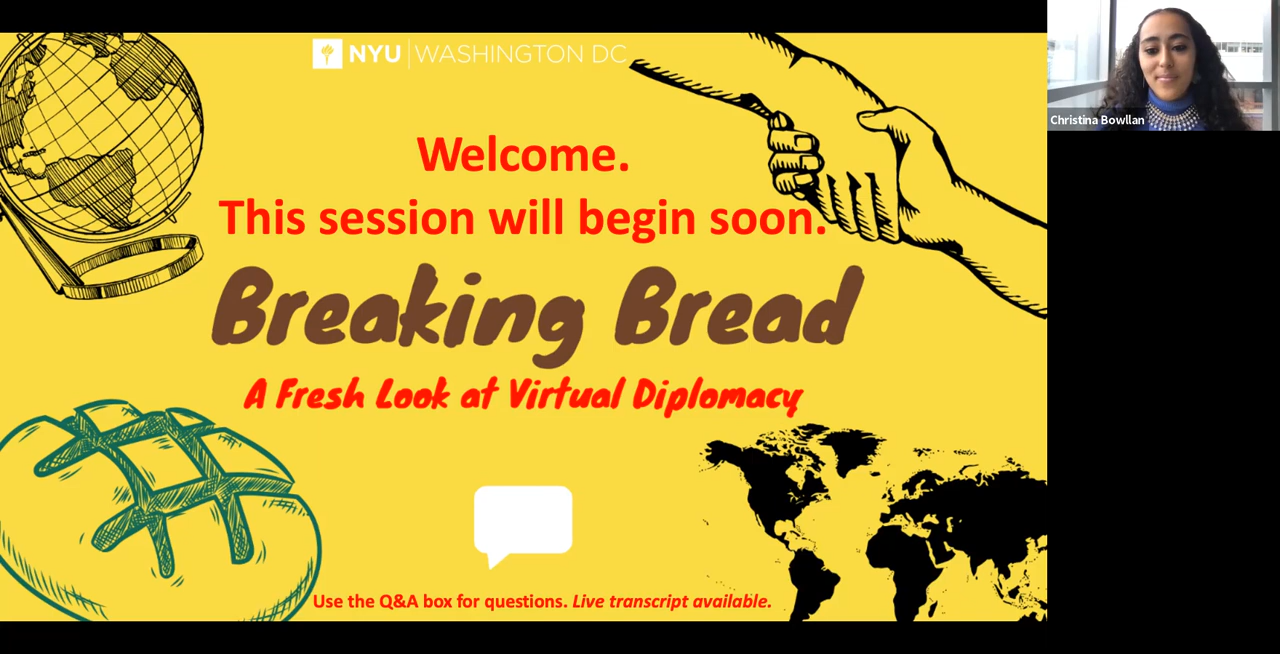 NYU | WASHINGTON DC
Welcome.
This session will begin soon.
Breaking Bread
A Fresh Look at Virtual Diplomacy
Use the Q&A box for questions. Live transcript available.
Christina Bowllan